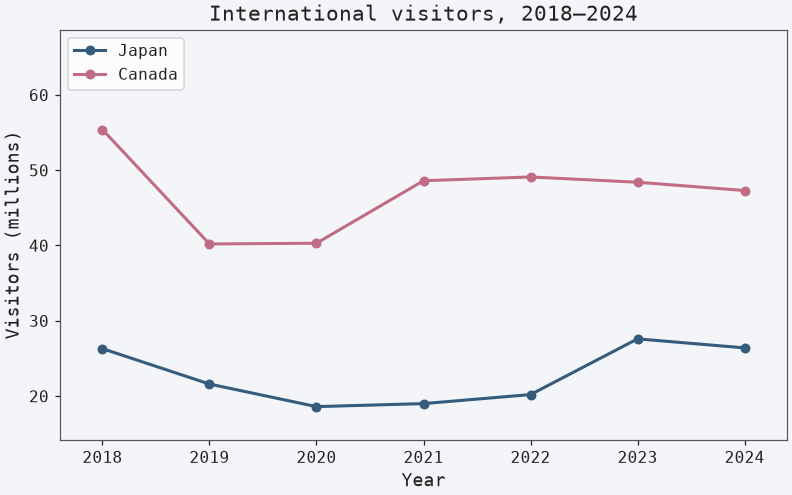 International visitors, 2018–2024
Japan
Canada
Visitors (millions)
60
50
40
30
20
2018 2019 2020 2021 2022 2023 2024
Year